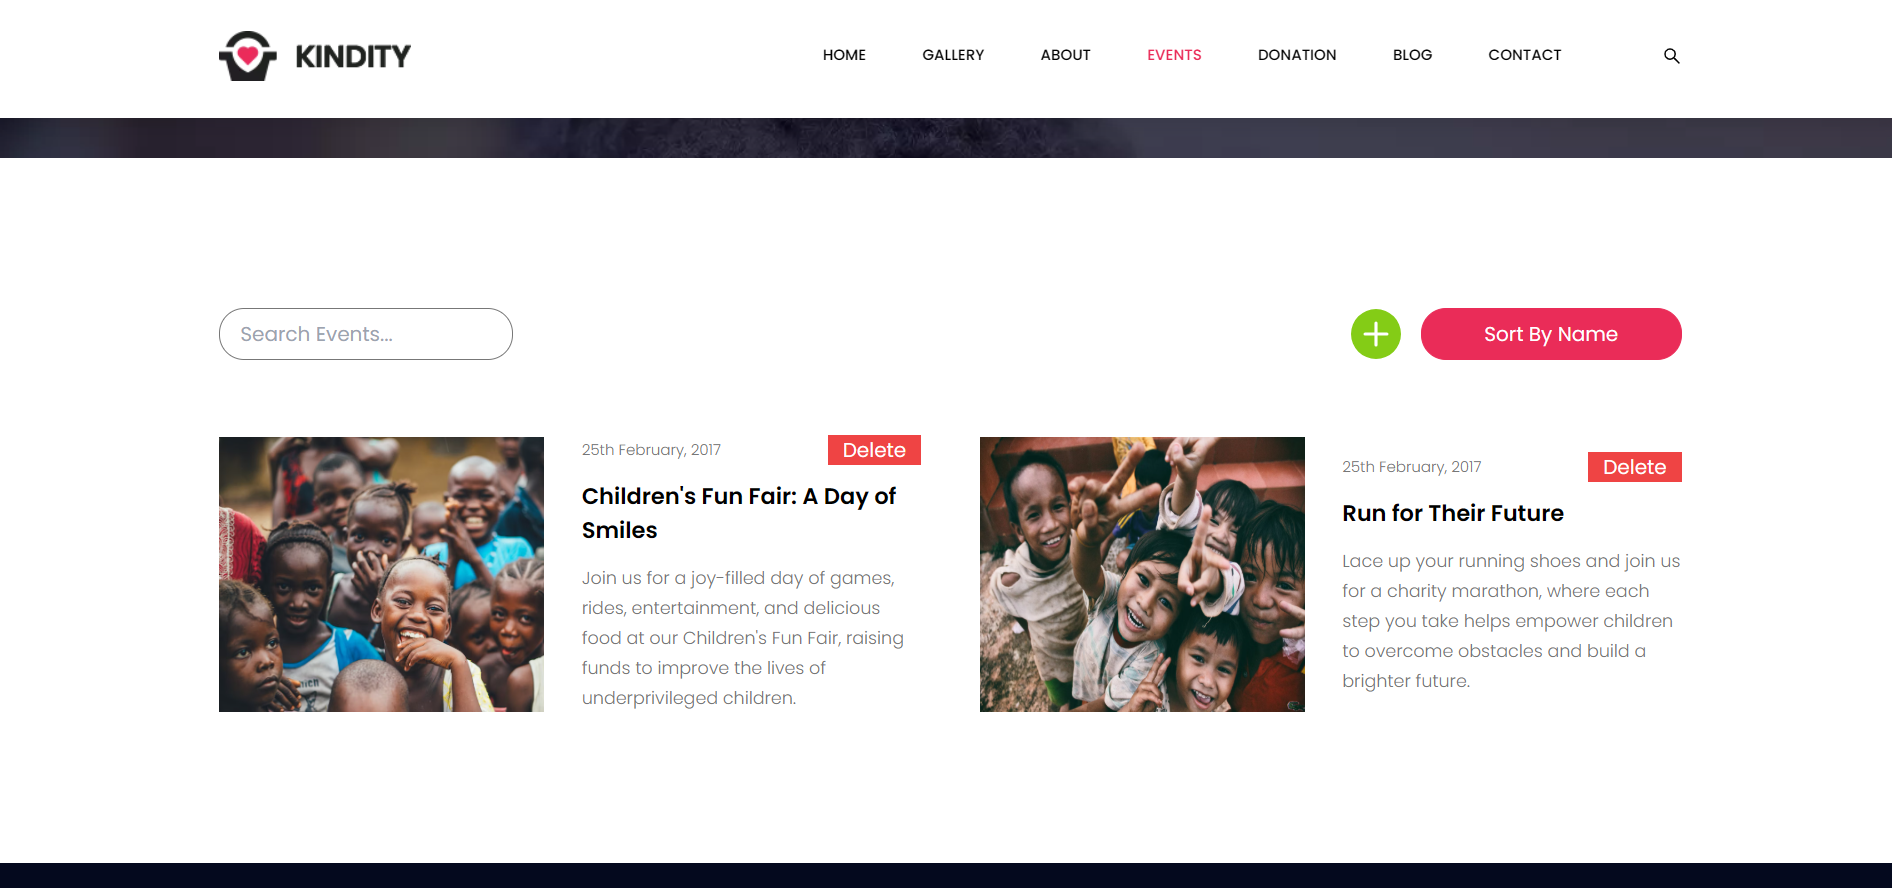 KINDITY
HOME GALLERY ABOUT EVENTS DONATION BLOG CONTACT
Search Events...
Sort By Name
25th February, 2017
Delete
Children's Fun Fair: A Day of
Smiles
Join us for a joy-filled day of games,
rides, entertainment, and delicious
food at our Children's Fun Fair, raising
funds to improve the lives of
underprivileged children.
25th February, 2017
Delete
Run for Their Future
Lace up your running shoes and join us
for a charity marathon, where each
step you take helps empower children
to overcome obstacles and build a
brighter future.